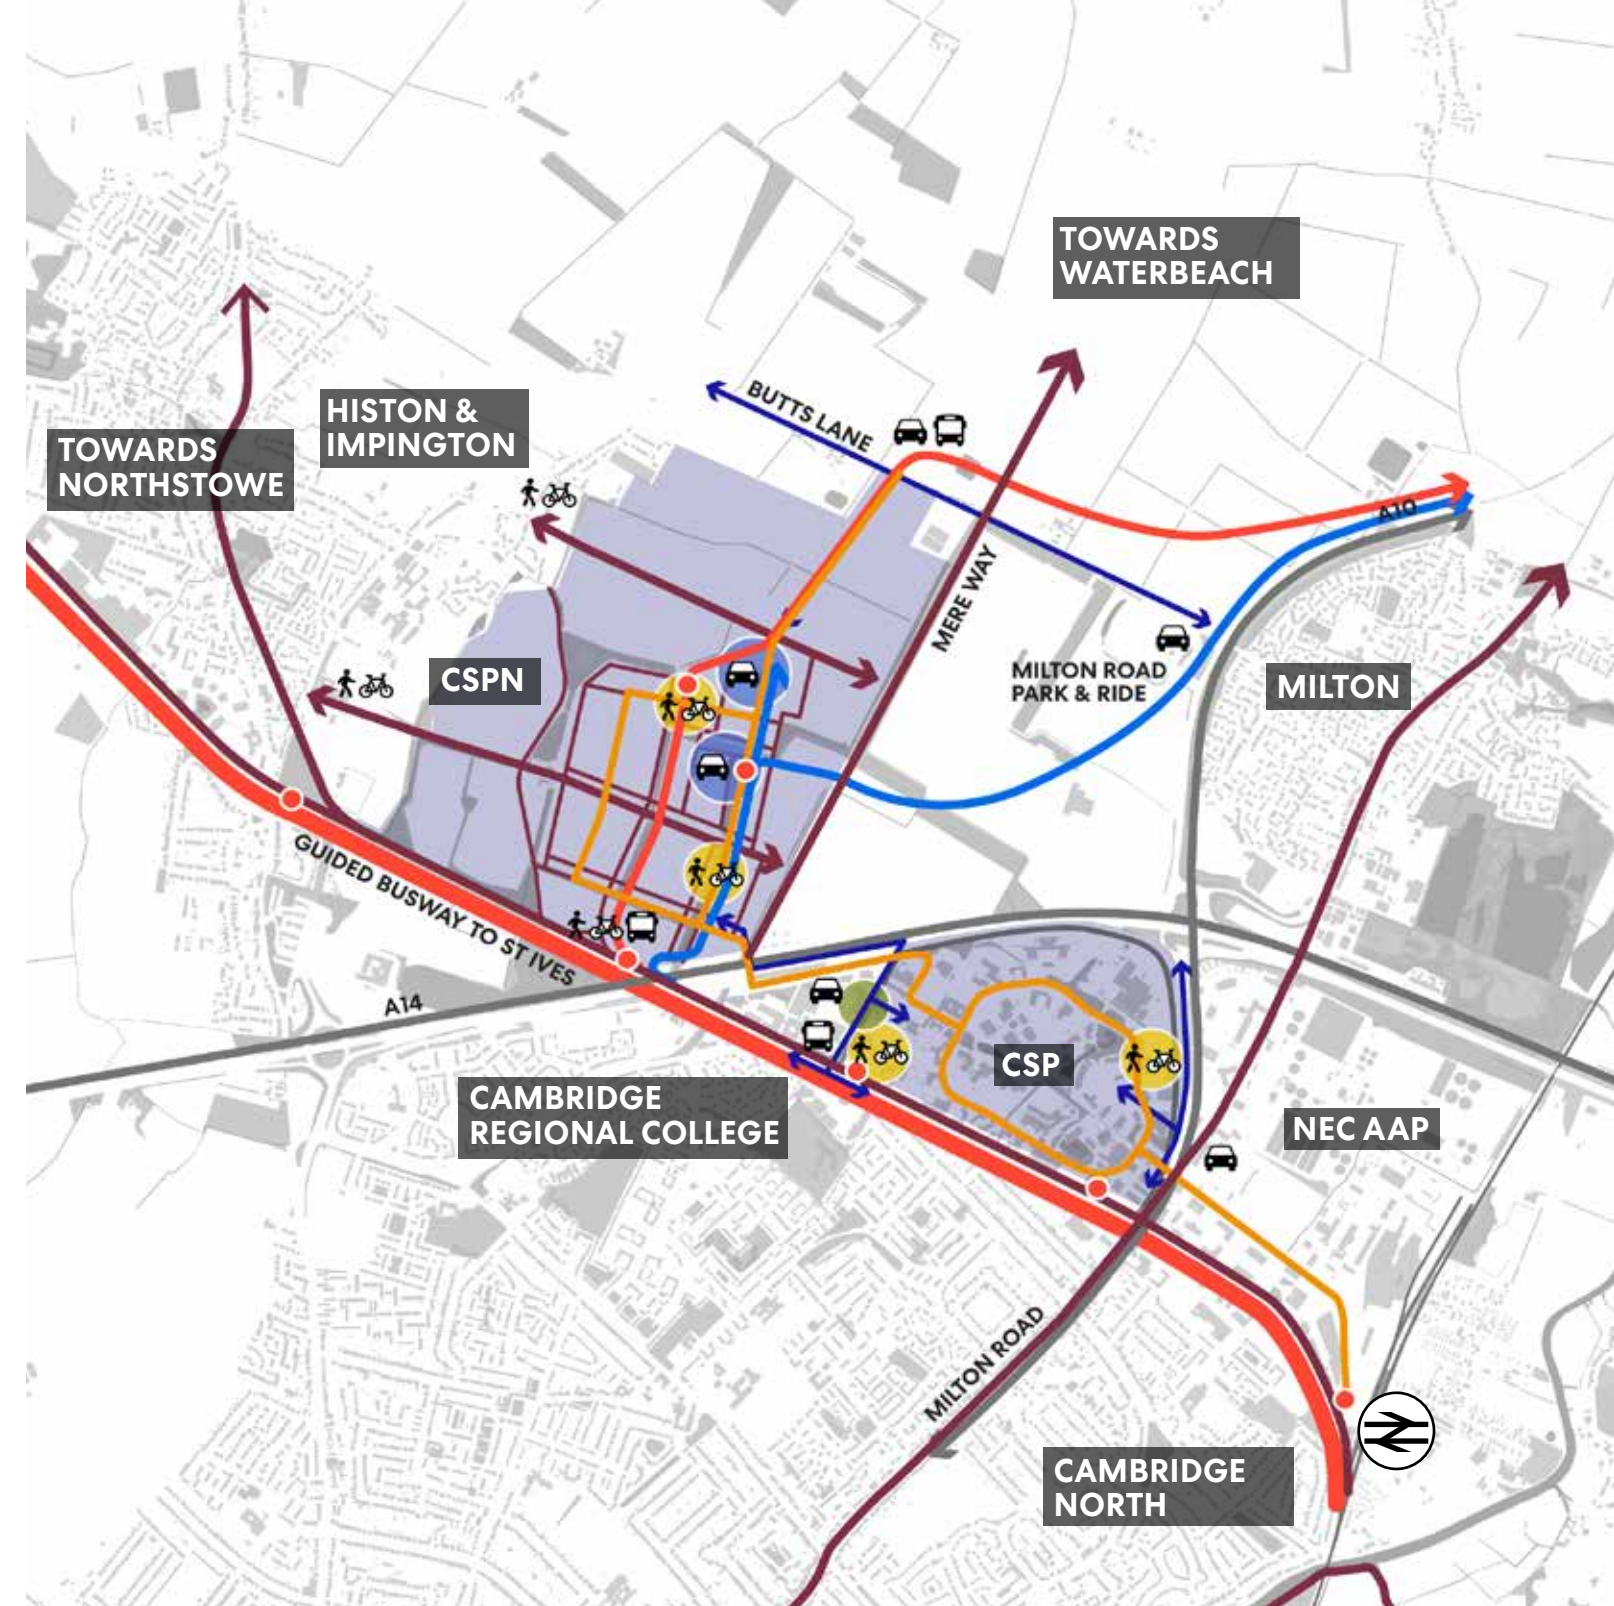 TOWARDS
WATERBEACH
BUTTS LANE
HISTON &
IMPINGTON
TOWARDS
NORTHSTOWE
A10
MERE WAY
CSPN
MILTON ROAD
PARK & RIDE
MILTON
GUIDED BUSWAY TO ST IVES
A14
CSP
CAMBRIDGE
REGIONAL COLLEGE
NEC AAP
MILTON ROAD
CAMBRIDGE
NORTH